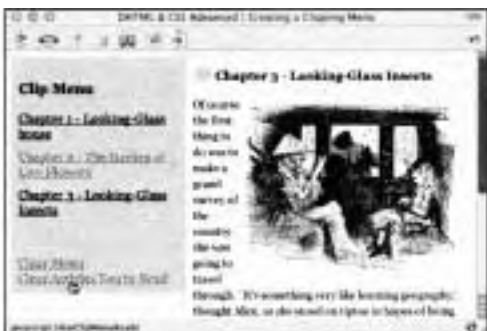 DHTML & CSS Advanced | Creating a Clipping Menu
Clip Menu
Chapter 1 - Looking-Glass
house
Chapter 2 - The Garden of
Live Flowers
Chapter 3 - Looking-Glass
Insects
Clear Menu
Chapter 3 - Looking-Glass Insects
Of course
the first
thing to
do was to
make a
grand
survey of
the
country
she was
going to
travel
through. 'It's something very like learning geography,'
thought Alice, as she stood on tiptoe in hopes of being